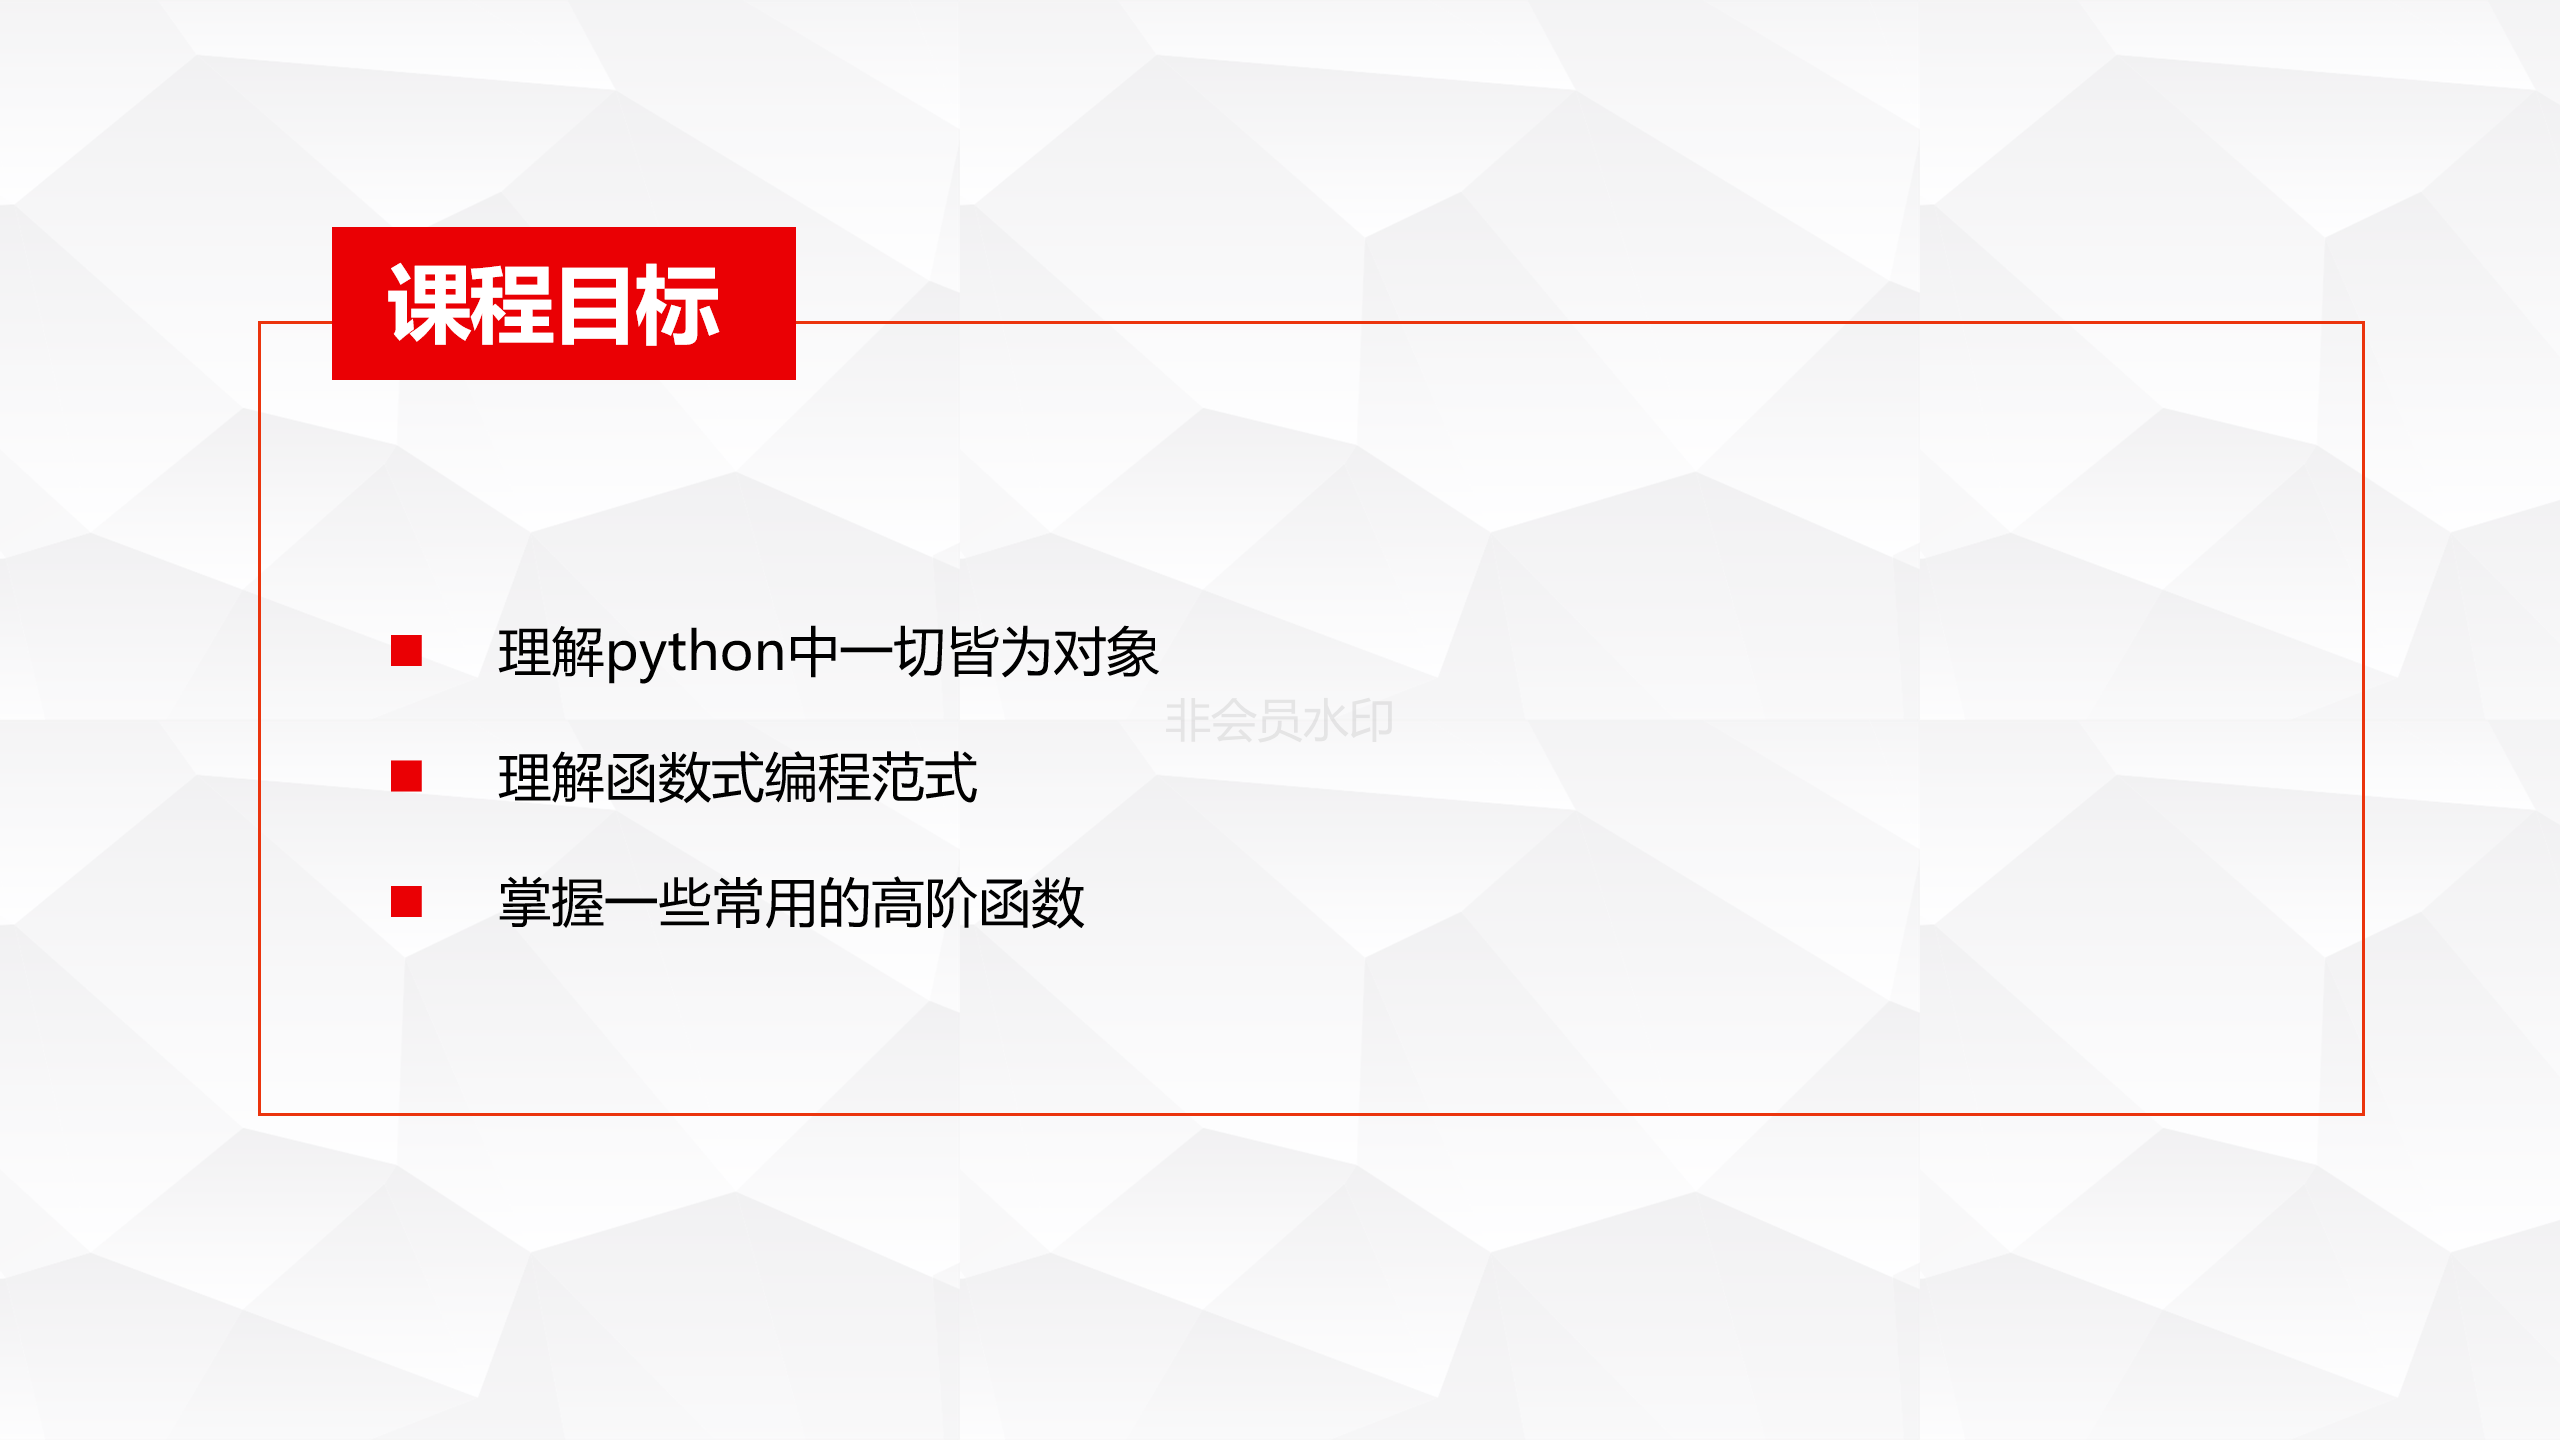 课程目标
理解python中一切皆为对象
非会员水印
理解函数式编程范式
掌握一些常用的高阶函数